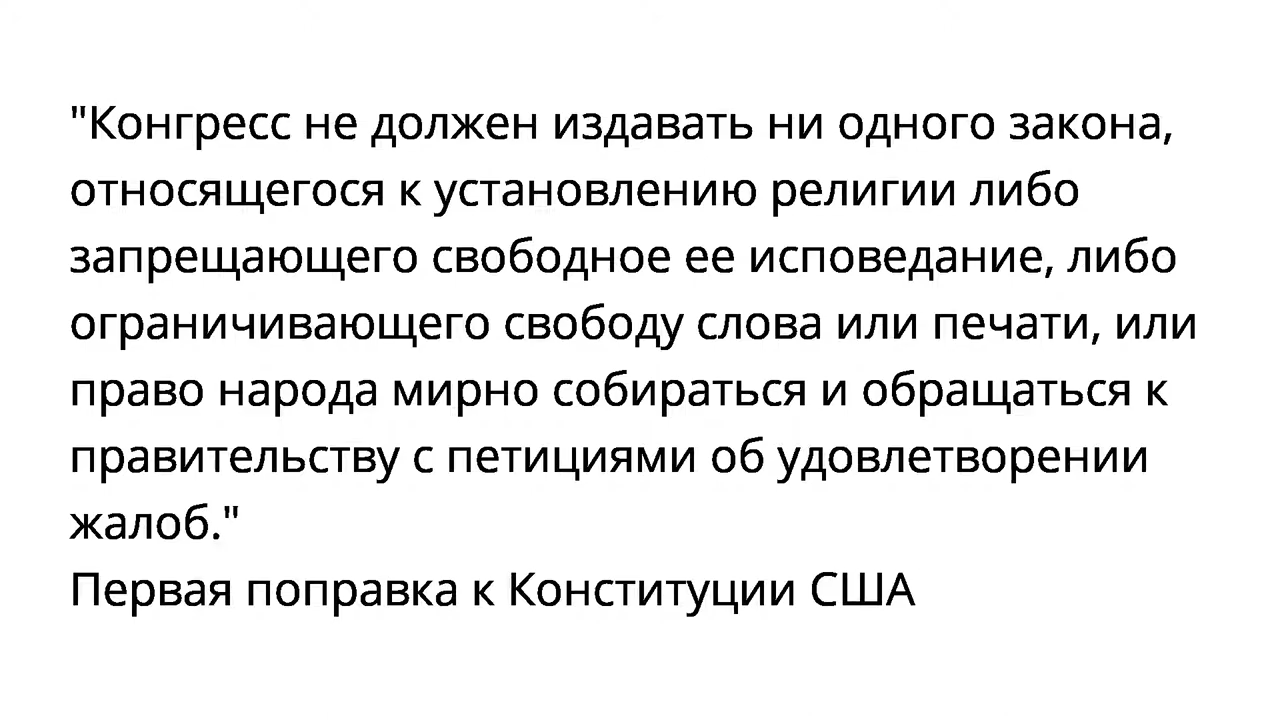 "Конгресс не должен издавать ни одного закона,
относящегося к установлению религии либо
запрещающего свободное ее исповедание, либо
ограничивающего свободу слова или печати, или
право народа мирно собираться и обращаться к
правительству с петициями об удовлетворении
жалоб."
Первая поправка к Конституции США